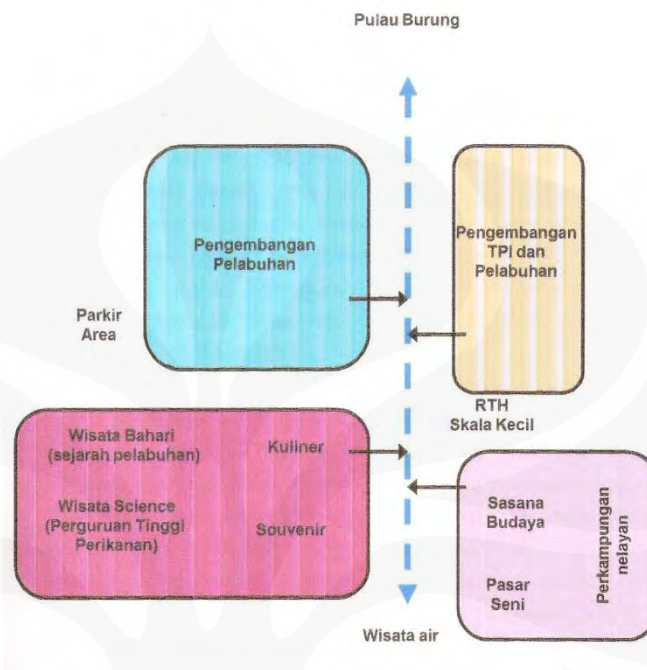 Pulau Burung
Pengembangan
Pelabuhan
Pengembangan
TPI dan
Pelabuhan
Parkir
Area
RTH
Skala Kecil
Wisata Bahari
(sejarah pelabuhan)
Kuliner
Wisata Science
(Perguruan Tinggi
Perikanan)
Souvenir
Sasana
Budaya
Pasar
Seni
Perkampungan
nelayan
Wisata air